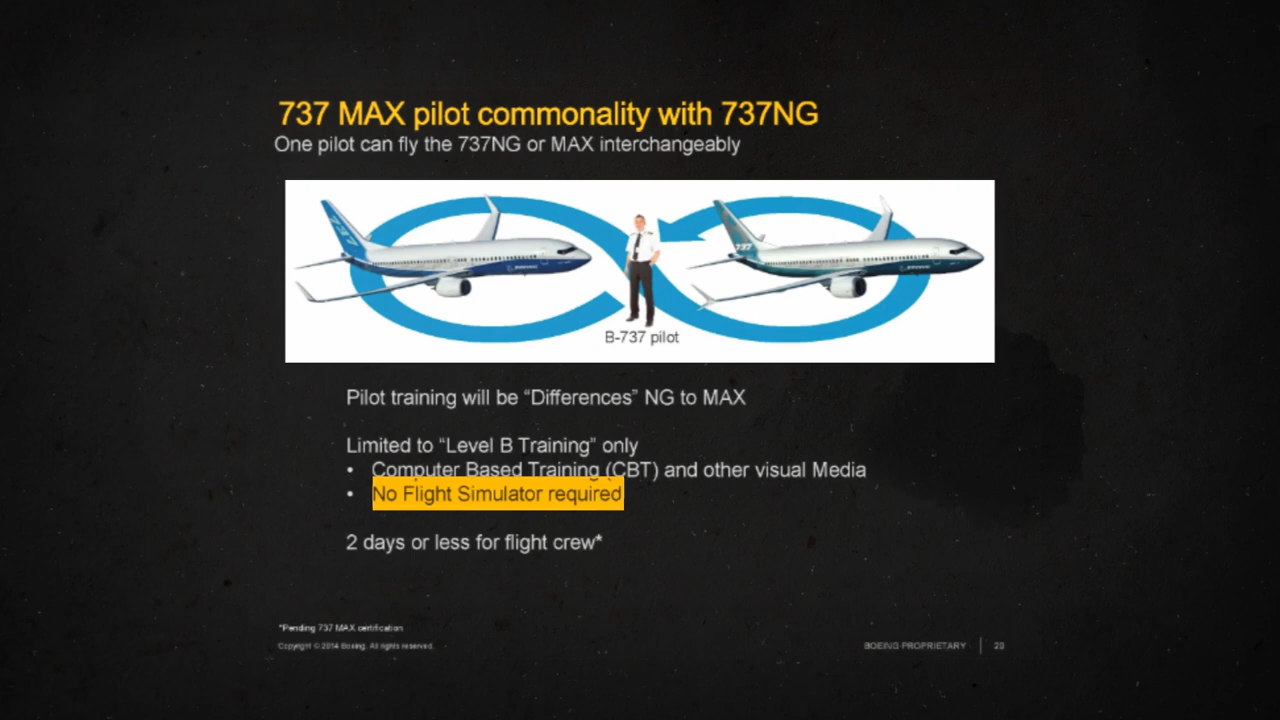 737 MAX pilot commonality with 737NG
One pilot can fly the 737NG or MAX interchangeably
737
737
B-737 pilot
Pilot training will be “Differences” NG to MAX
Limited to “Level B Training” only
• Computer Based Training (CBT) and other visual Media
• No Flight Simulator required
2 days or less for flight crew*
*Pending 737 MAX certification
Copyright © 2014 Boeing. All rights reserved.
BOEING PROPRIETARY | 20